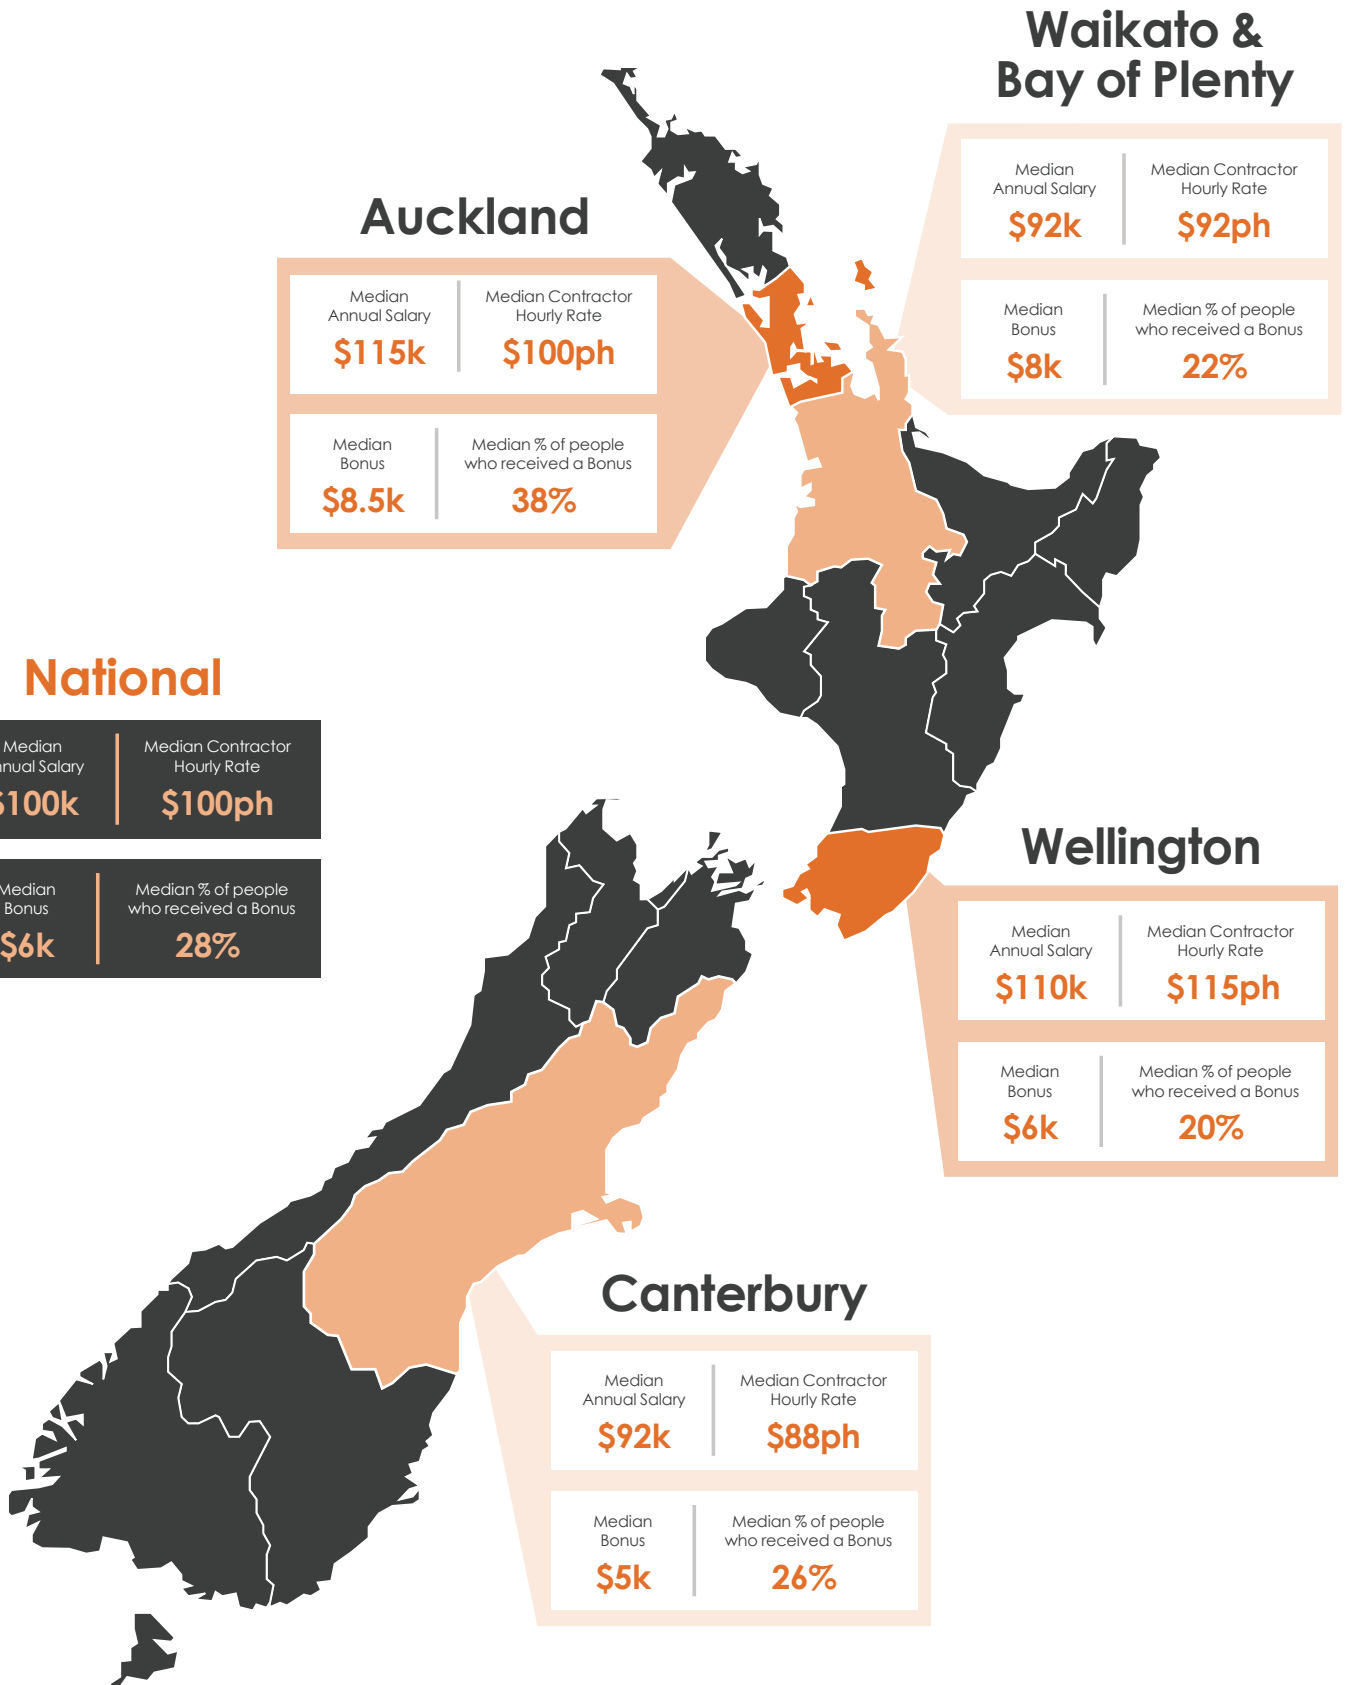 Waikato &
Bay of Plenty
Median
Annual Salary
$92k
Median Contractor
Hourly Rate
$92ph
Median
Bonus
$8k
Median % of people
who received a Bonus
22%
Auckland
Median
Annual Salary
$115k
Median Contractor
Hourly Rate
$100ph
Median
Bonus
$8.5k
Median % of people
who received a Bonus
38%
National
Median
nnual Salary
$100k
Median Contractor
Hourly Rate
$100ph
Median
Bonus
$6k
Median % of people
who received a Bonus
28%
Wellington
Median
Annual Salary
$110k
Median Contractor
Hourly Rate
$115ph
Median
Bonus
$6k
Median % of people
who received a Bonus
20%
Canterbury
Median
Annual Salary
$92k
Median Contractor
Hourly Rate
$88ph
Median
Bonus
$5k
Median % of people
who received a Bonus
26%